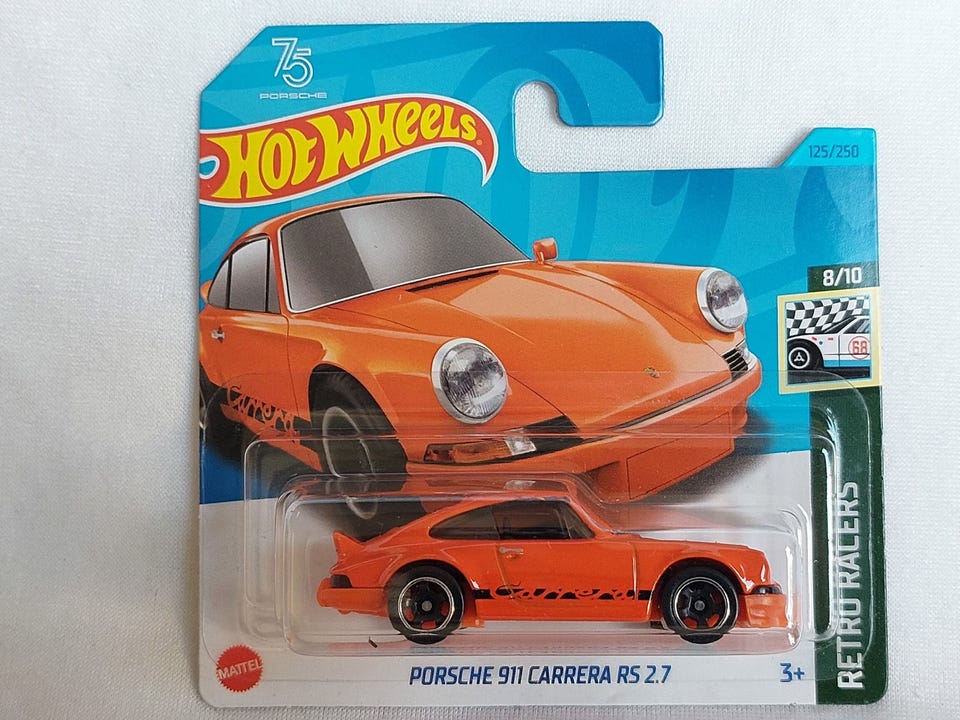 75
PORSCHE
HOT WHEELS
125/250
8/10
68
Carrera
Carrera
RETRO RACERS
MATTEL
PORSCHE 911 CARRERA RS 2.7
3+